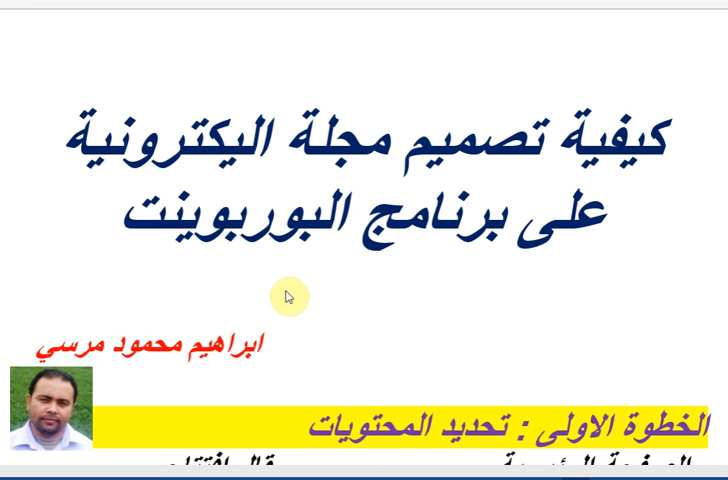 كيفية تصميم مجلة اليكترونية
على برنامج البوربوينت
ابراهيم محمود مرسي
الخطوة الاولى : تحديد المحتويات